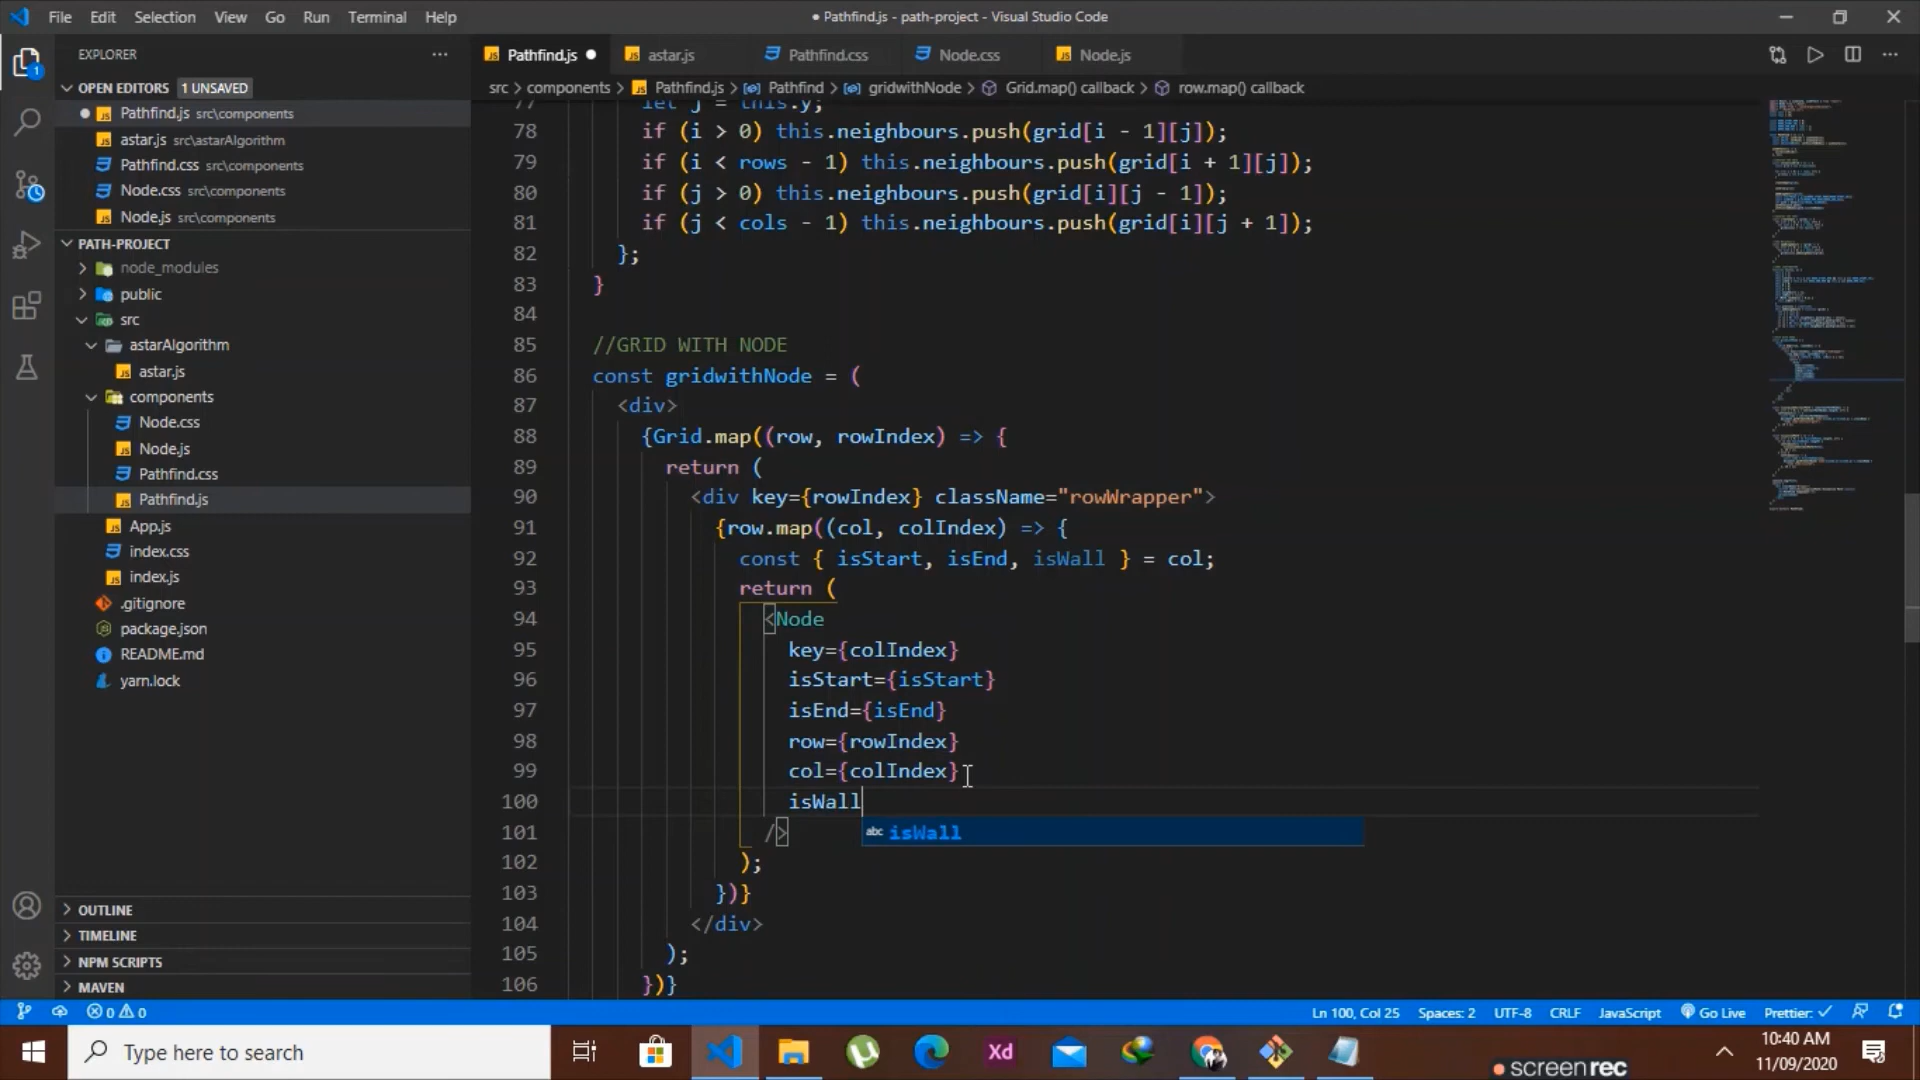 File Edit Selection View Go Run Terminal Help
● Pathfind.js - path-project - Visual Studio Code
EXPLORER
Pathfind.js
astar.js
Pathfind.css
Node.css
Node.js
OPEN EDITORS 1 UNSAVED
src > components > Pathfind.js > Pathfind > gridwithNode > Grid.map() callback > row.map() callback
Pathfind.js src\components
astar.js src\astarAlgorithm
Pathfind.css src\components
Node.css src\components
Node.js src\components
PATH-PROJECT
node_modules
public
src
astarAlgorithm
astar.js
components
Node.css
Node.js
Pathfind.css
Pathfind.js
App.js
index.css
index.js
.gitignore
package.json
README.md
yarn.lock
OUTLINE
TIMELINE
NPM SCRIPTS
MAVEN
77 let j = this.y;
78 if (i > 0) this.neighbours.push(grid[i - 1][j]);
79 if (i < rows - 1) this.neighbours.push(grid[i + 1][j]);
80 if (j > 0) this.neighbours.push(grid[i][j - 1]);
81 if (j < cols - 1) this.neighbours.push(grid[i][j + 1]);
82 };
83 }
84
85 //GRID WITH NODE
86 const gridwithNode = (
87 <div>
88 {Grid.map((row, rowIndex) => {
89 return (
90 <div key={rowIndex} className="rowWrapper">
91 {row.map((col, colIndex) => {
92 const { isStart, isEnd, isWall } = col;
93 return (
94 <Node
95 key={colIndex}
96 isStart={isStart}
97 isEnd={isEnd}
98 row={rowIndex}
99 col={colIndex}
100 isWall
101 />
abc isWall
102 );
103 })}
104 </div>
105 );
106 })}
0 0
Ln 100, Col 25 Spaces: 2 UTF-8 CRLF JavaScript Go Live Prettier: ✓
Type here to search
Xd
10:40 AM
11/09/2020
screenrec